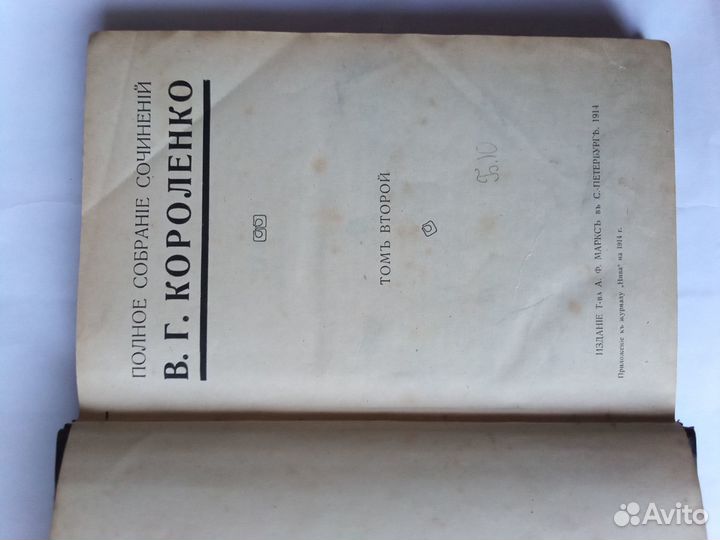 ПОЛНОЕ СОБРАНІЕ СОЧИНЕНІЙ
В. Г. КОРОЛЕНКО
ТОМЪ ВТОРОЙ
Б.Ю
ИЗДАНІЕ Т-ва А. Ф. МАРКСЪ въ С.-ПЕТЕРБУРГѢ. 1914
Приложеніе къ журналу „Нива“ на 1914 г.
Avito